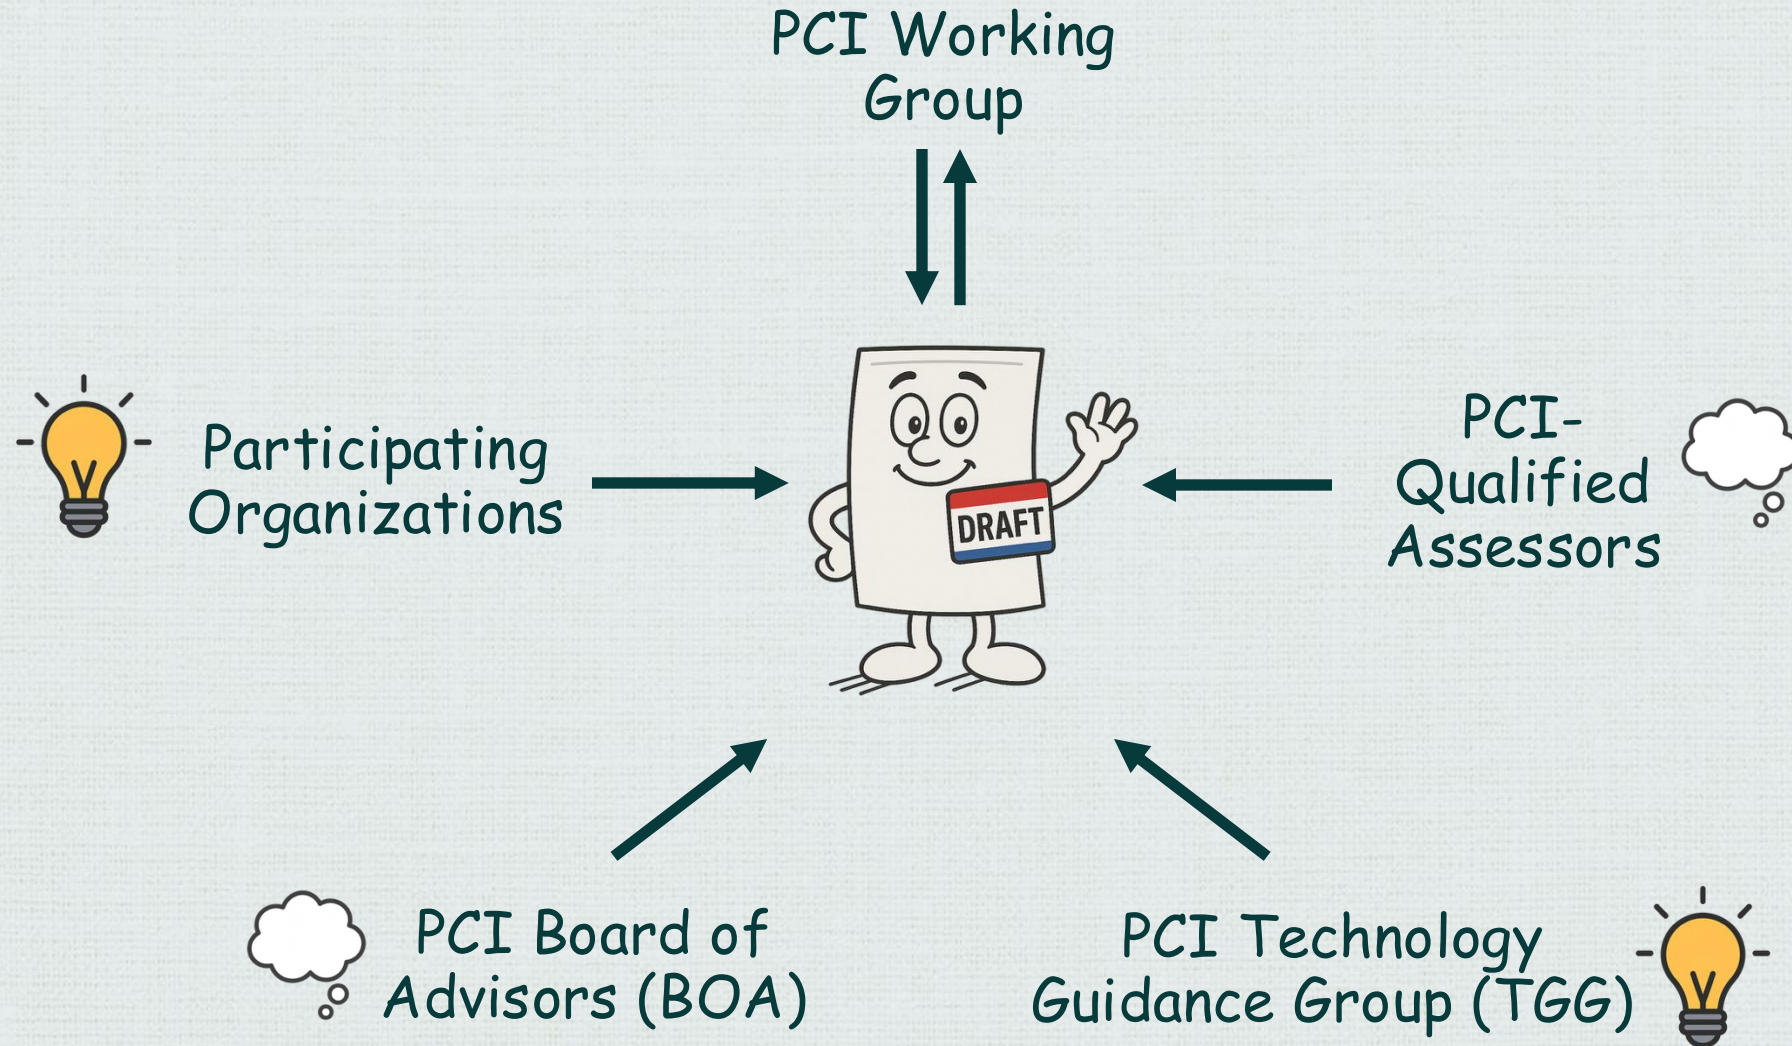 PCI Working
Group
Participating
Organizations
DRAFT
PCI-
Qualified
Assessors
PCI Board of
Advisors (BOA)
PCI Technology
Guidance Group (TGG)